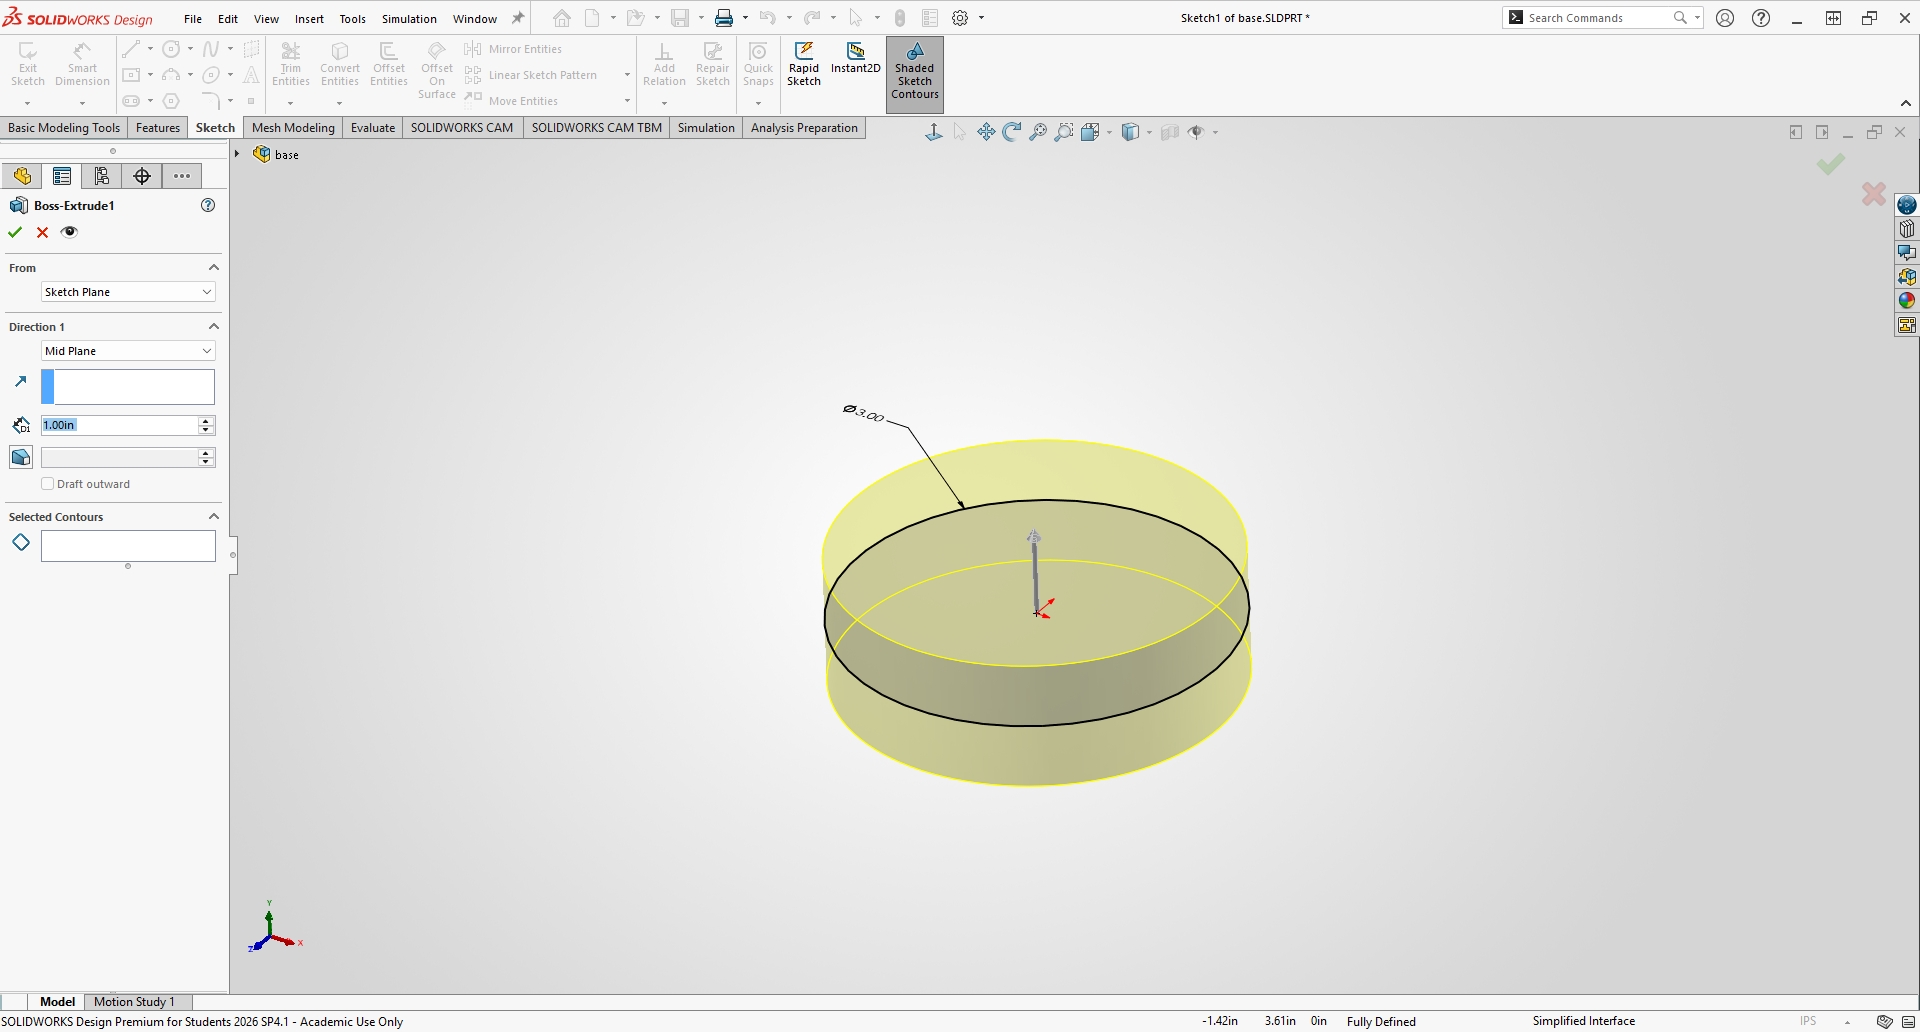 SOLIDWORKS Design File Edit View Insert Tools Simulation Window Sketch1 of base.SLDPRT * Search Commands
Exit Sketch
Smart Dimension
Trim Entities
Convert Entities
Offset Entities
Offset On Surface
Mirror Entities
Linear Sketch Pattern
Move Entities
Add Relation
Repair Sketch
Quick Snaps
Rapid Sketch
Instant2D
Shaded Sketch Contours
Basic Modeling Tools Features Sketch Mesh Modeling Evaluate SOLIDWORKS CAM SOLIDWORKS CAM TBM Simulation Analysis Preparation
base
Boss-Extrude1
From
Sketch Plane
Direction 1
Mid Plane
D1
1.00in
Draft outward
Selected Contours
Ø3.00
Y
Z
X
Model Motion Study 1
SOLIDWORKS Design Premium for Students 2026 SP4.1 - Academic Use Only -1.42in 3.61in 0in Fully Defined Simplified Interface IPS